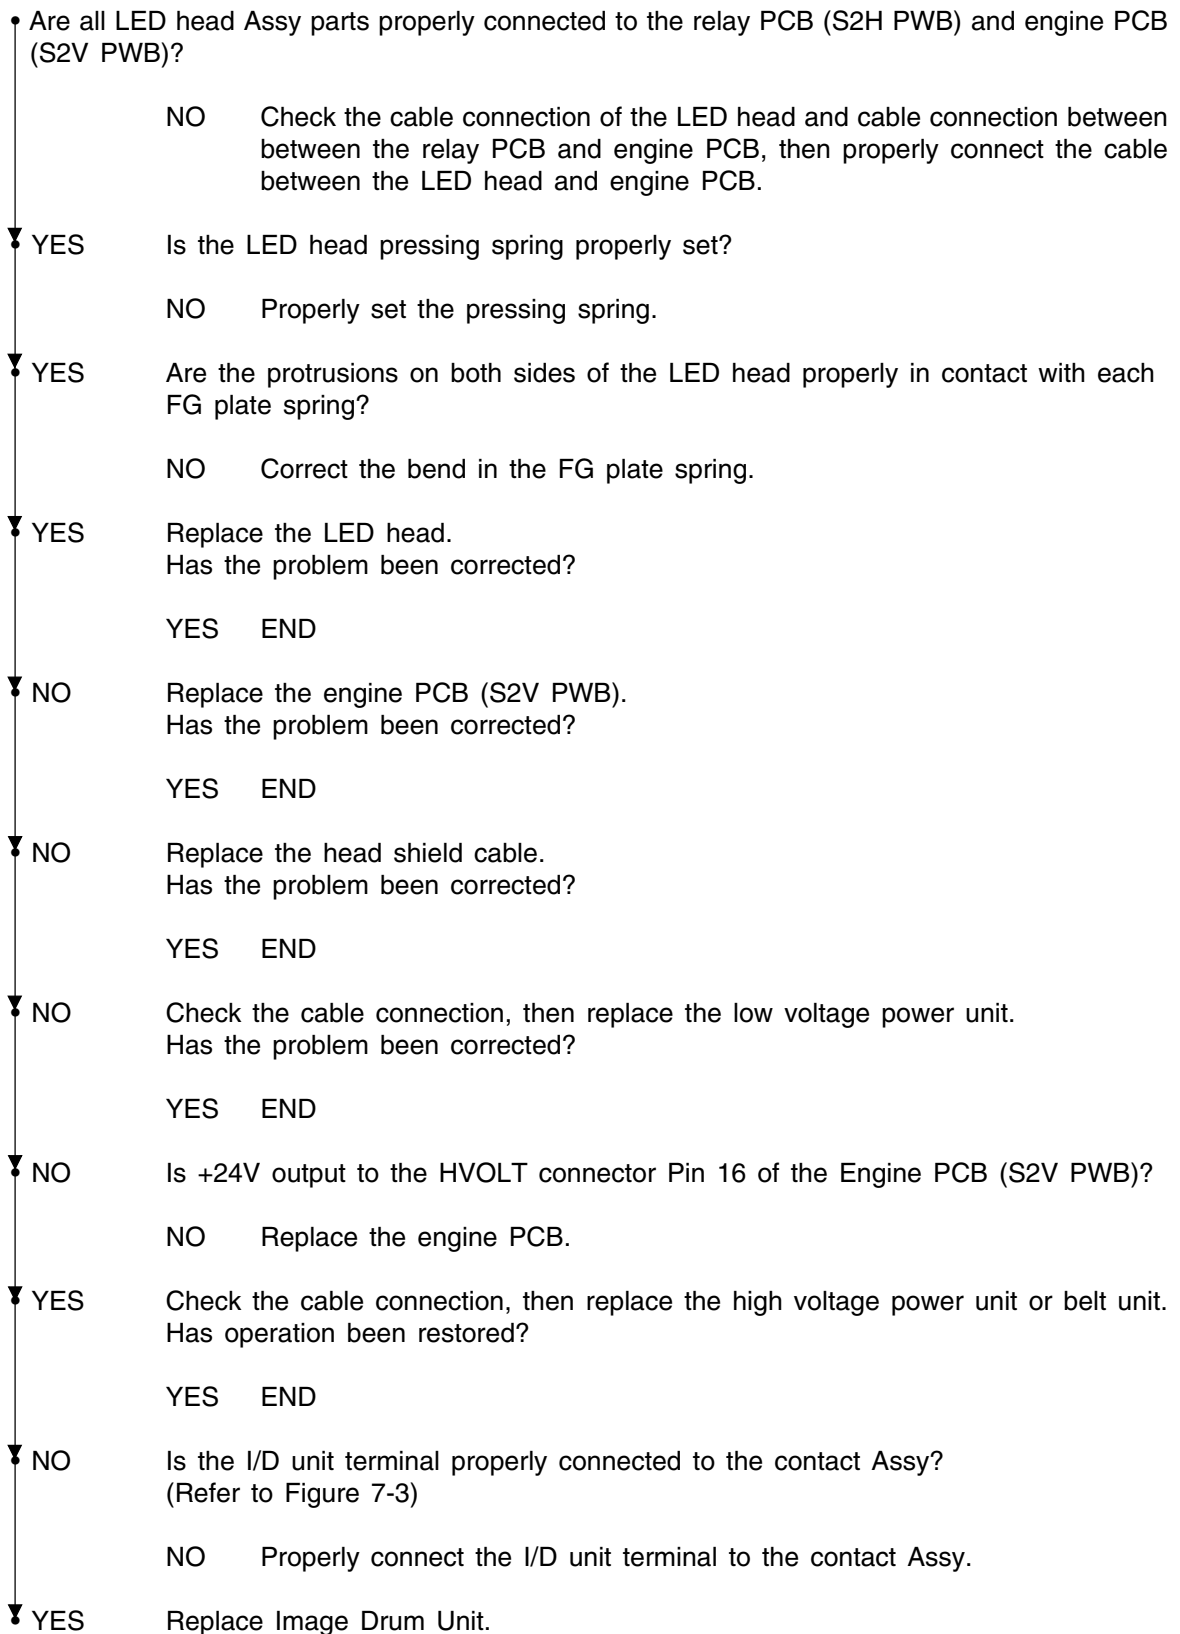 • Are all LED head Assy parts properly connected to the relay PCB (S2H PWB) and engine PCB
(S2V PWB)?
NO Check the cable connection of the LED head and cable connection between
between the relay PCB and engine PCB, then properly connect the cable
between the LED head and engine PCB.
• YES Is the LED head pressing spring properly set?
NO Properly set the pressing spring.
• YES Are the protrusions on both sides of the LED head properly in contact with each
FG plate spring?
NO Correct the bend in the FG plate spring.
• YES Replace the LED head.
Has the problem been corrected?
YES END
• NO Replace the engine PCB (S2V PWB).
Has the problem been corrected?
YES END
• NO Replace the head shield cable.
Has the problem been corrected?
YES END
• NO Check the cable connection, then replace the low voltage power unit.
Has the problem been corrected?
YES END
• NO Is +24V output to the HVOLT connector Pin 16 of the Engine PCB (S2V PWB)?
NO Replace the engine PCB.
• YES Check the cable connection, then replace the high voltage power unit or belt unit.
Has operation been restored?
YES END
• NO Is the I/D unit terminal properly connected to the contact Assy?
(Refer to Figure 7-3)
NO Properly connect the I/D unit terminal to the contact Assy.
• YES Replace Image Drum Unit.